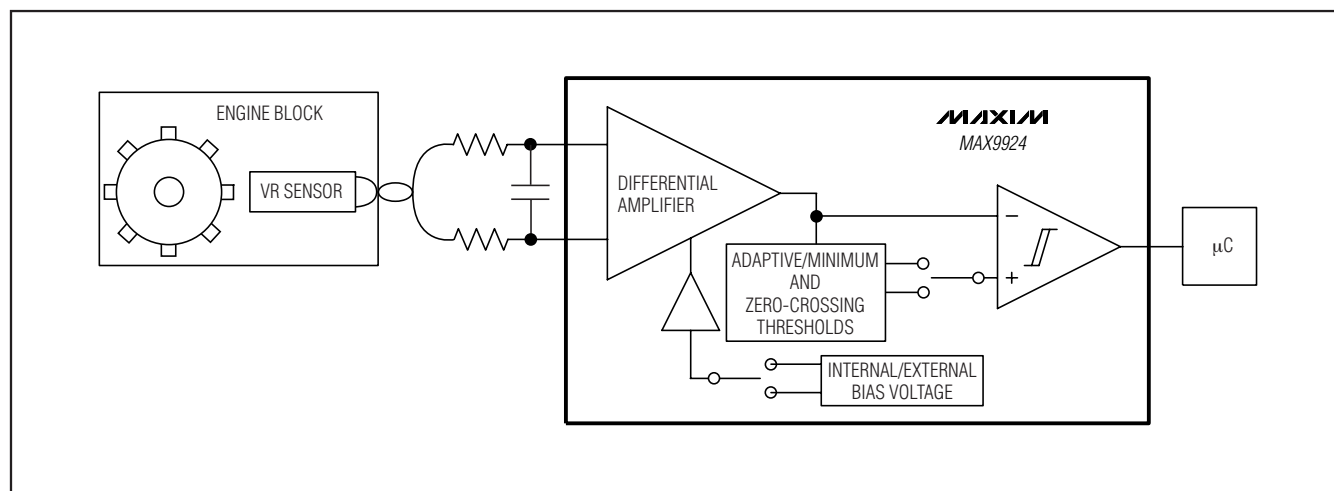 ENGINE BLOCK
VR SENSOR
DIFFERENTIAL
AMPLIFIER
MAXIM
MAX9924
ADAPTIVE/MINIMUM
AND
ZERO-CROSSING
THRESHOLDS
INTERNAL/EXTERNAL
BIAS VOLTAGE
−
+
µC